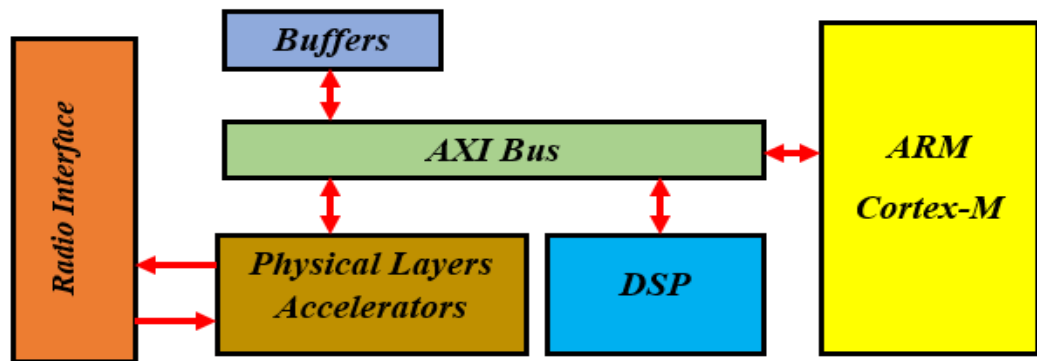 Radio Interface
Buffers
AXI Bus
ARM
Cortex-M
Physical Layers
Accelerators
DSP